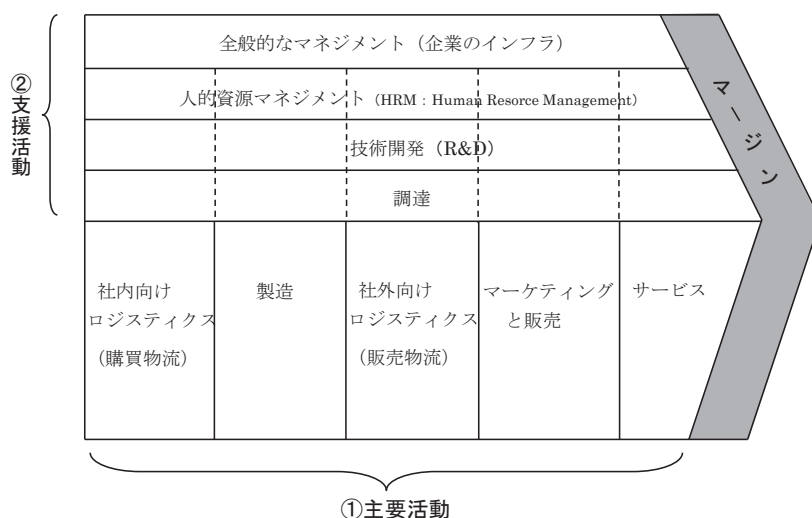 全般的なマネジメント（企業のインフラ）
②支援活動
人的資源マネジメント（HRM：Human Resorce Management）
技術開発（R&D）
調達
マージン
社内向け
ロジスティクス
（購買物流）
製造
社外向け
ロジスティクス
（販売物流）
マーケティング
と販売
サービス
①主要活動